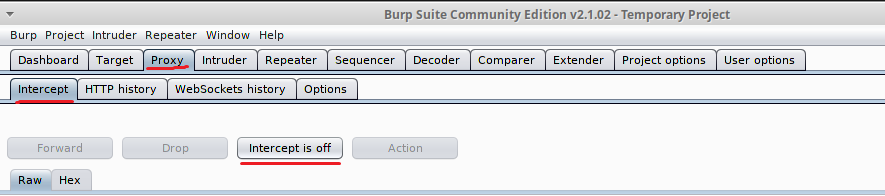 Burp Suite Community Edition v2.1.02 - Temporary Project
Burp Project Intruder Repeater Window Help
Dashboard Target Proxy Intruder Repeater Sequencer Decoder Comparer Extender Project options User options
Intercept HTTP history WebSockets history Options
Forward Drop Intercept is off Action
Raw Hex